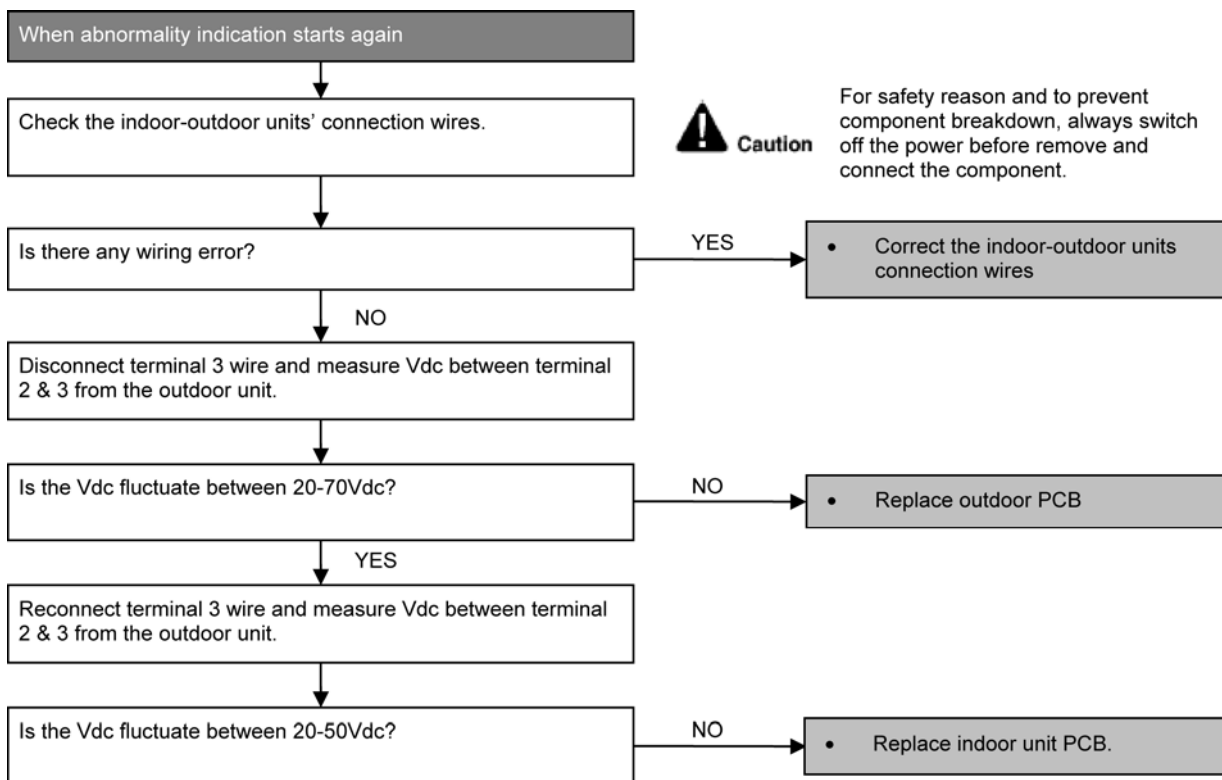 When abnormality indication starts again
Check the indoor-outdoor units' connection wires.
Caution
For safety reason and to prevent
component breakdown, always switch
off the power before remove and
connect the component.
Is there any wiring error?
YES
• Correct the indoor-outdoor units
connection wires
NO
Disconnect terminal 3 wire and measure Vdc between terminal
2 & 3 from the outdoor unit.
Is the Vdc fluctuate between 20-70Vdc?
NO
• Replace outdoor PCB
YES
Reconnect terminal 3 wire and measure Vdc between terminal
2 & 3 from the outdoor unit.
Is the Vdc fluctuate between 20-50Vdc?
NO
• Replace indoor unit PCB.